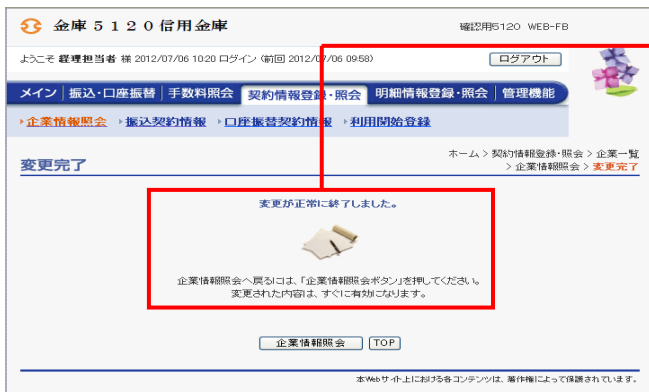 金庫5120信用金庫
確認用5120 WEB-FB
ようこそ 経理担当者 様 2012/07/06 10:20 ログイン (前回 2012/07/06 09:58)
ログアウト
メイン 振込・口座振替 手数料照会 契約情報登録・照会 明細情報登録・照会 管理機能
企業情報照会 振込契約情報 口座振替契約情報 利用開始登録
変更完了
ホーム > 契約情報登録・照会 > 企業一覧
> 企業情報照会 > 変更完了
変更が正常に終了しました。
企業情報照会へ戻るには、「企業情報照会ボタン」を押してください。
変更された内容は、すぐに有効になります。
企業情報照会 TOP
本Webサイト上における各コンテンツは、著作権によって保護されています。